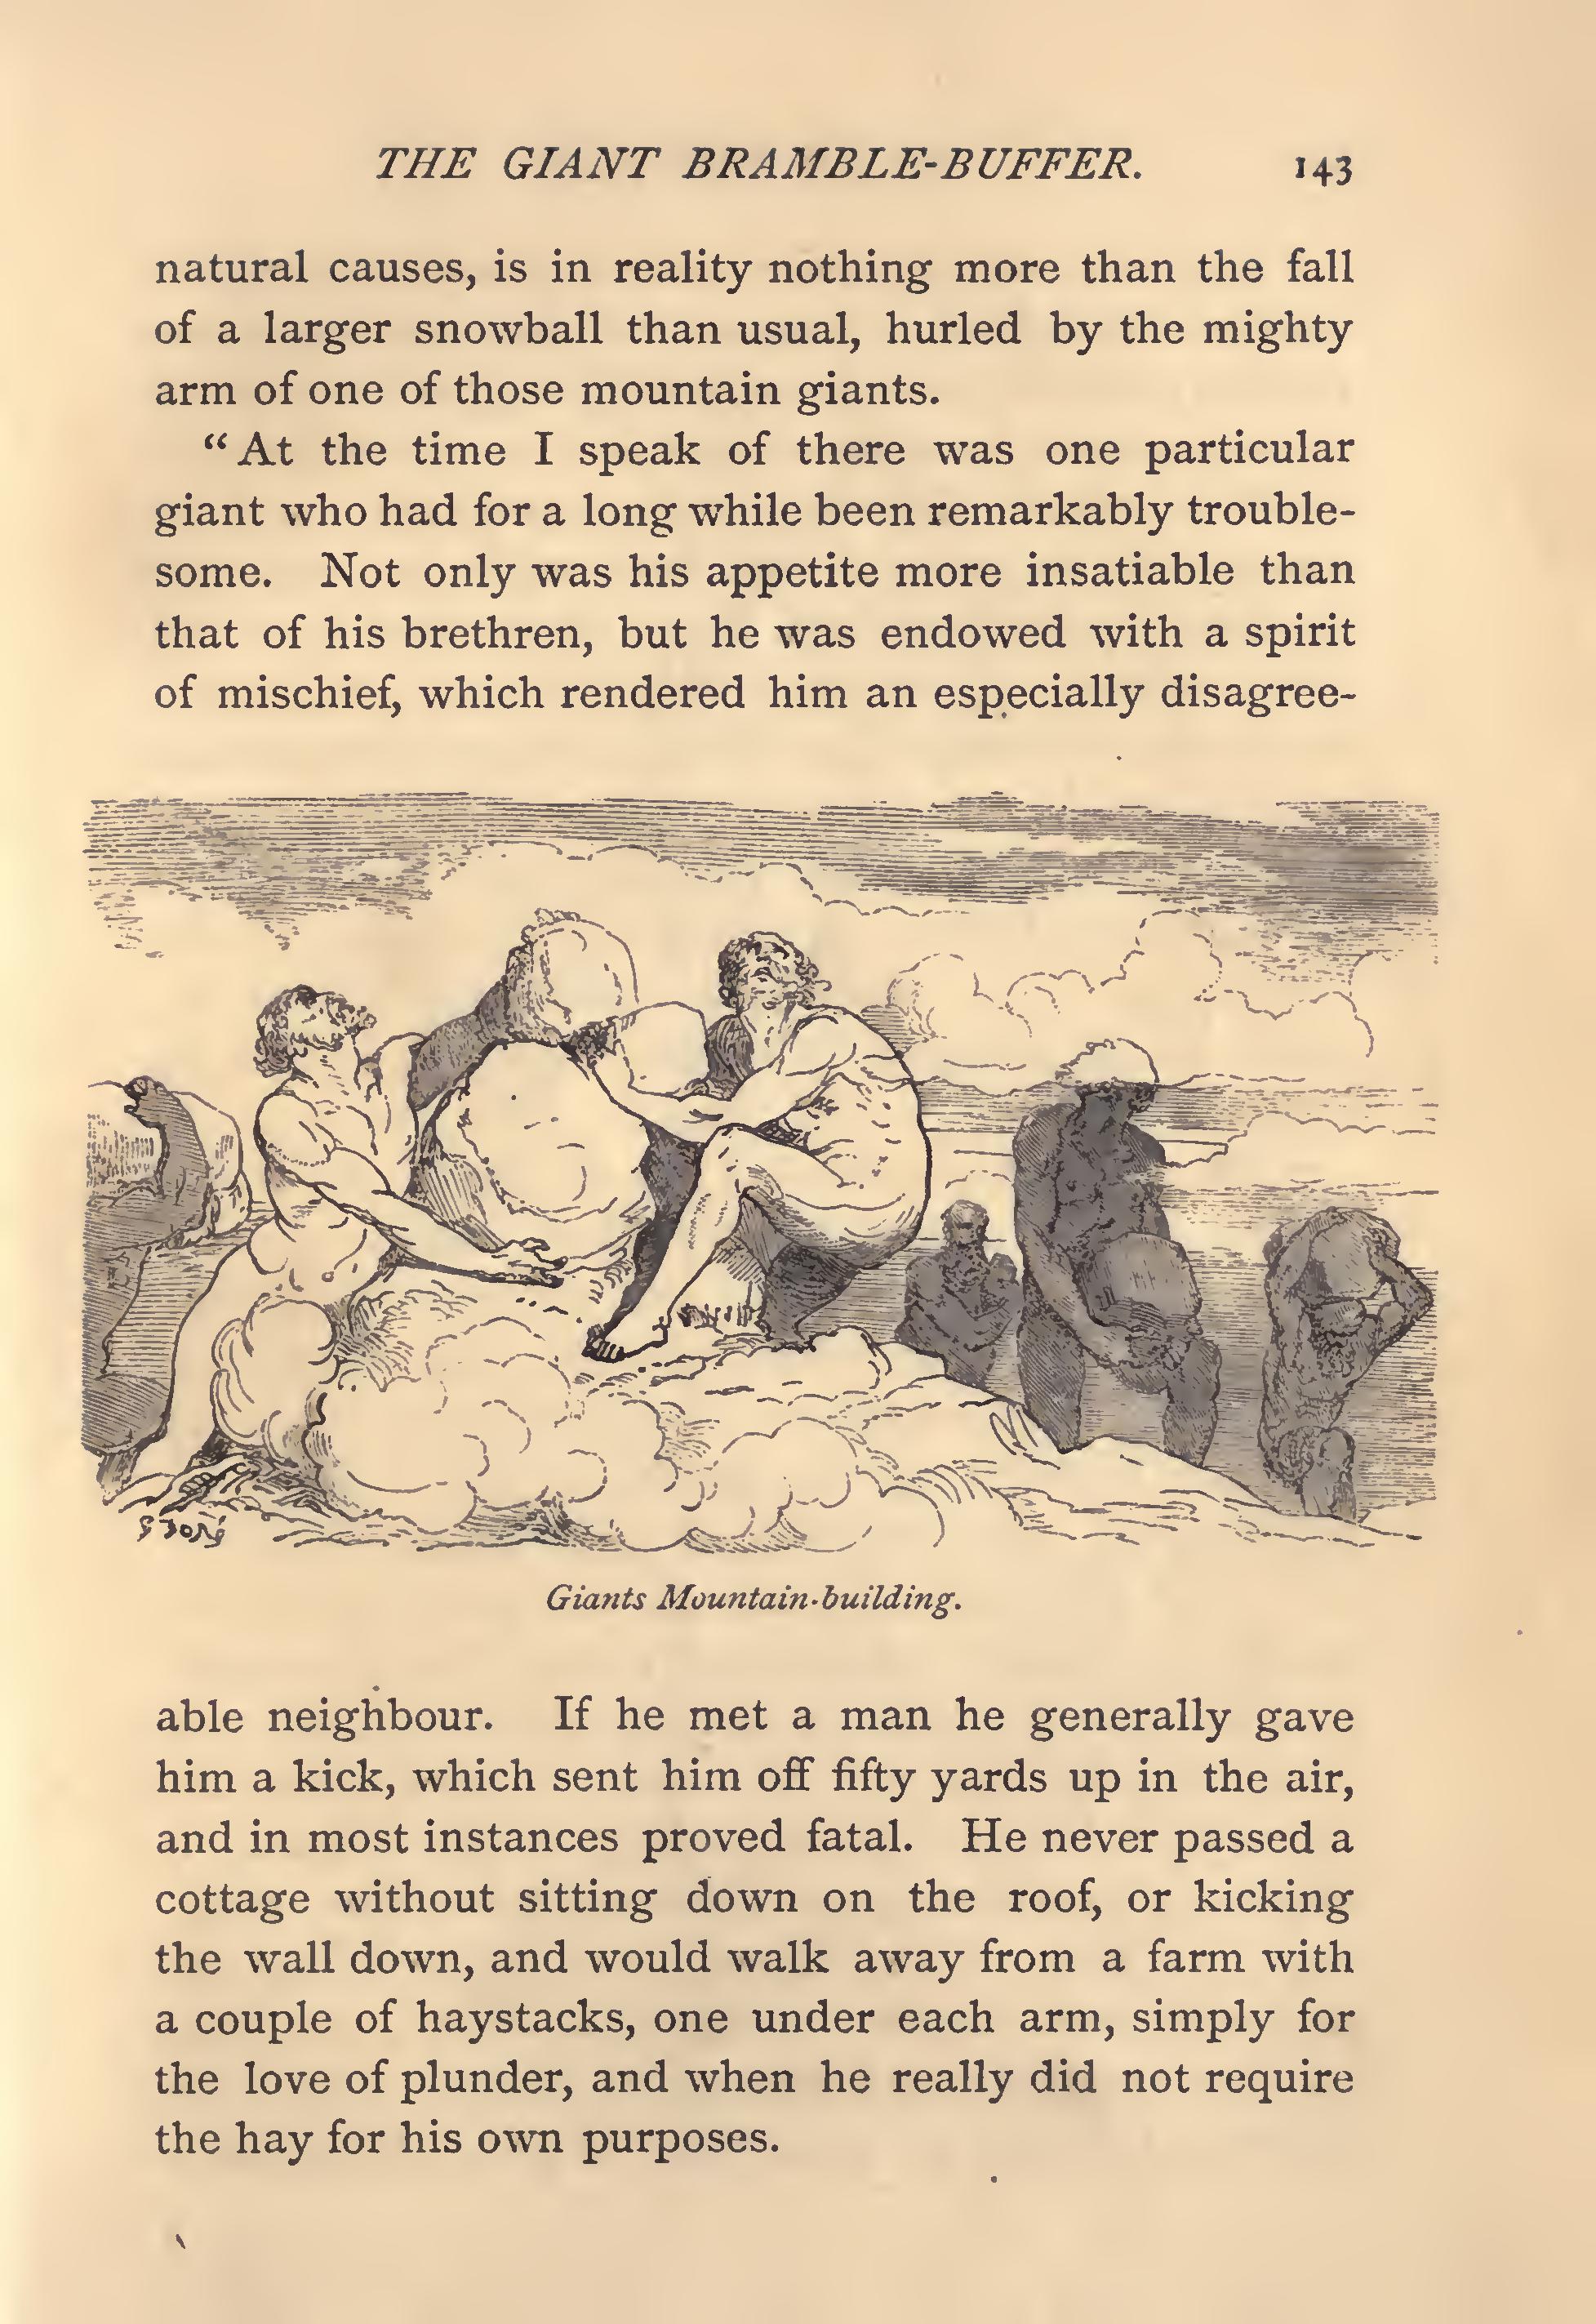 THE GIANT BRAMBLE-BUFFER. 143
natural causes, is in reality nothing more than the fall
of a larger snowball than usual, hurled by the mighty
arm of one of those mountain giants.
“At the time I speak of there was one particular
giant who had for a long while been remarkably trouble-
some. Not only was his appetite more insatiable than
that of his brethren, but he was endowed with a spirit
of mischief, which rendered him an especially disagree-
G DORÉ
Giants Mountain-building.
able neighbour. If he met a man he generally gave
him a kick, which sent him off fifty yards up in the air,
and in most instances proved fatal. He never passed a
cottage without sitting down on the roof, or kicking
the wall down, and would walk away from a farm with
a couple of haystacks, one under each arm, simply for
the love of plunder, and when he really did not require
the hay for his own purposes.